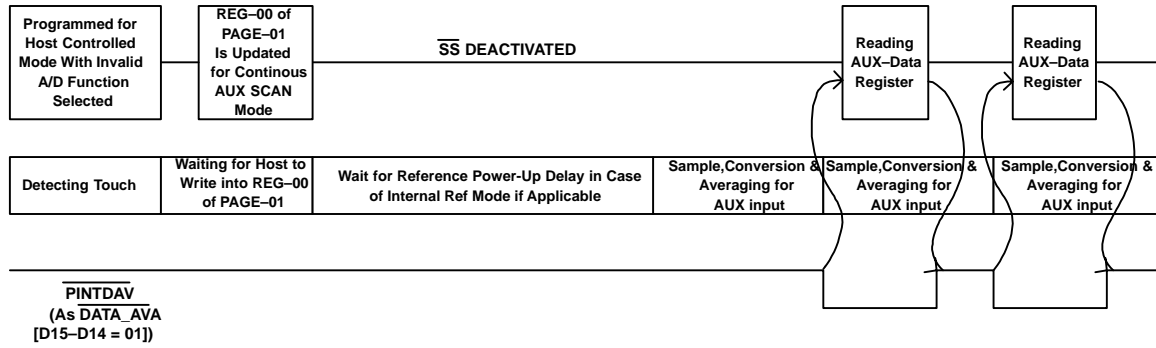 Programmed for
Host Controlled
Mode With Invalid
A/D Function
Selected
REG–00 of
PAGE–01
Is Updated
for Continous
AUX SCAN
Mode
SS DEACTIVATED
Reading
AUX–Data
Register
Reading
AUX–Data
Register
Detecting Touch
Waiting for Host to
Write into REG–00
of PAGE–01
Wait for Reference Power-Up Delay in Case
of Internal Ref Mode if Applicable
Sample,Conversion &
Averaging for
AUX input
Sample,Conversion &
Averaging for
AUX input
Sample,Conversion &
Averaging for
AUX input
PINTDAV
(As DATA_AVA
[D15–D14 = 01])